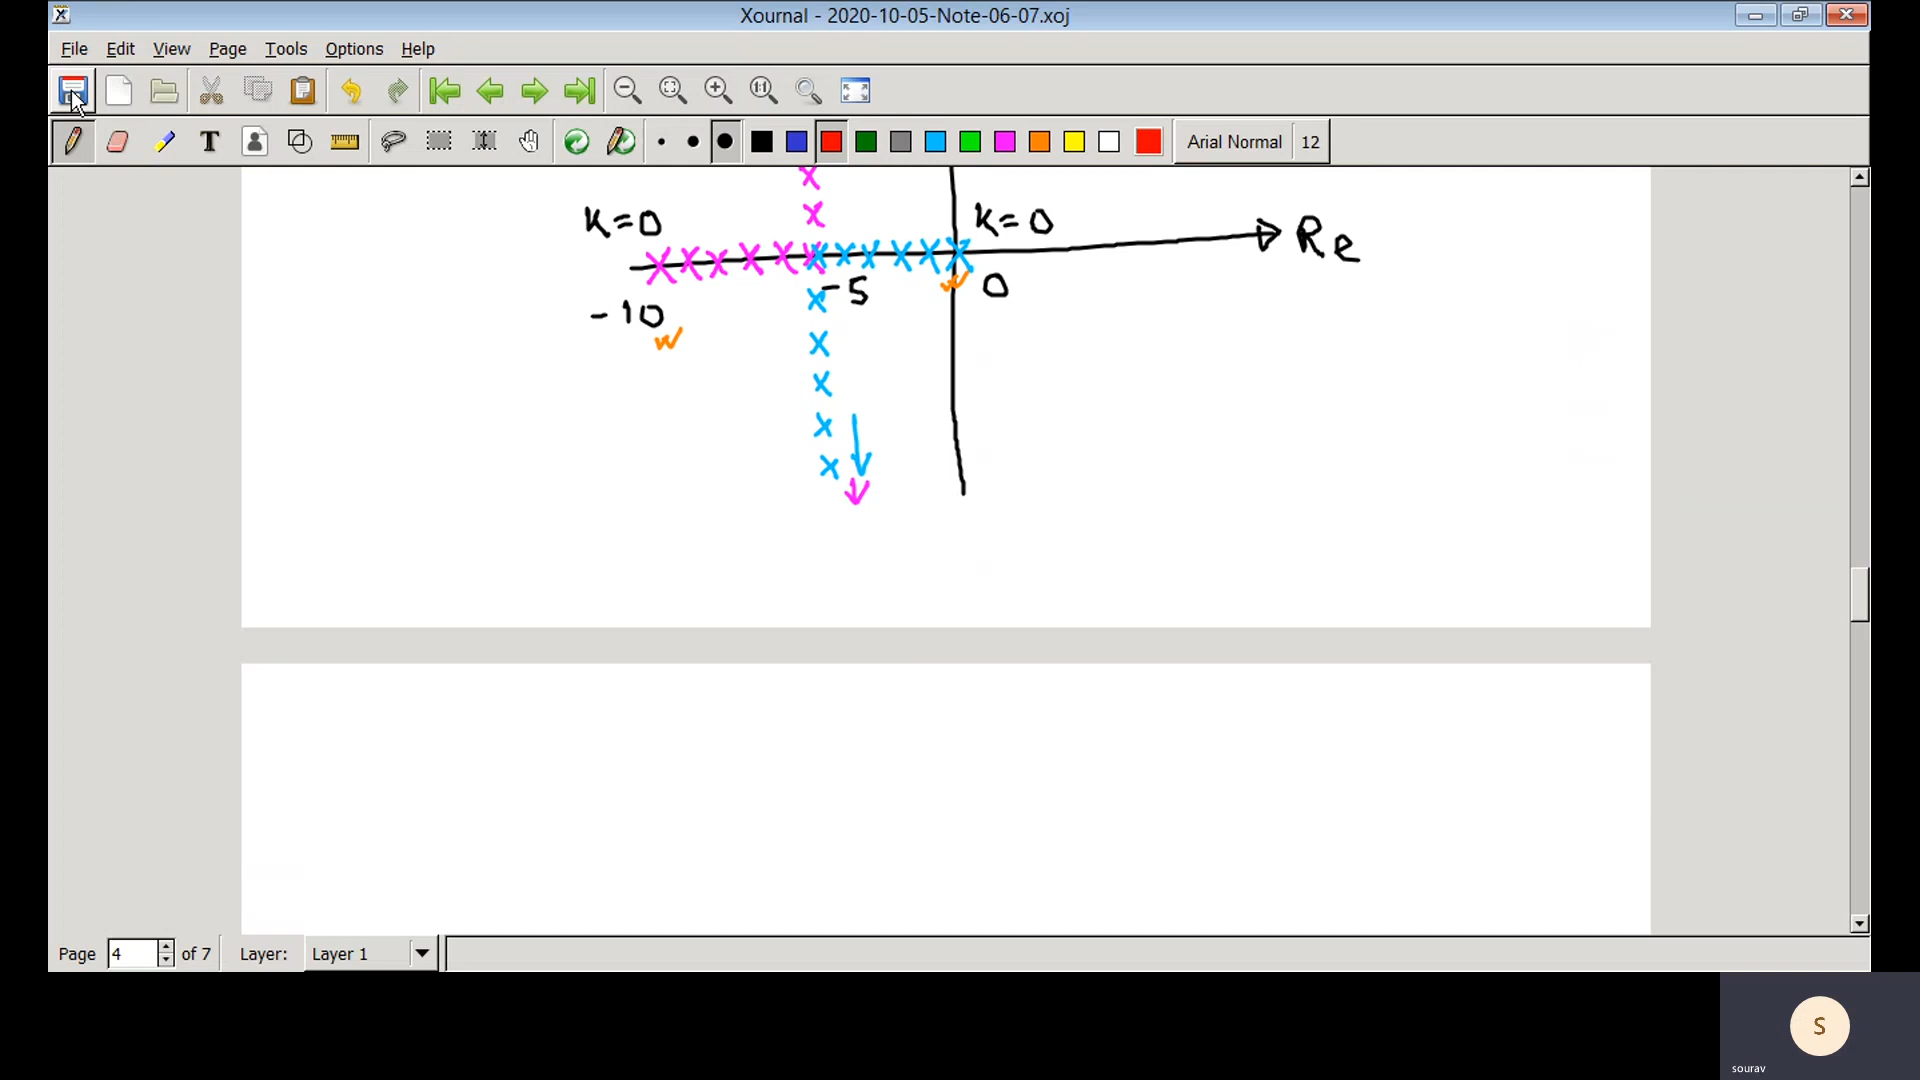 Xournal - 2020-10-05-Note-06-07.xoj
File Edit View Page Tools Options Help
T Arial Normal 12
K=0 K=0 Re
-10 -5 0
Page 4 of 7 Layer: Layer 1
S
sourav